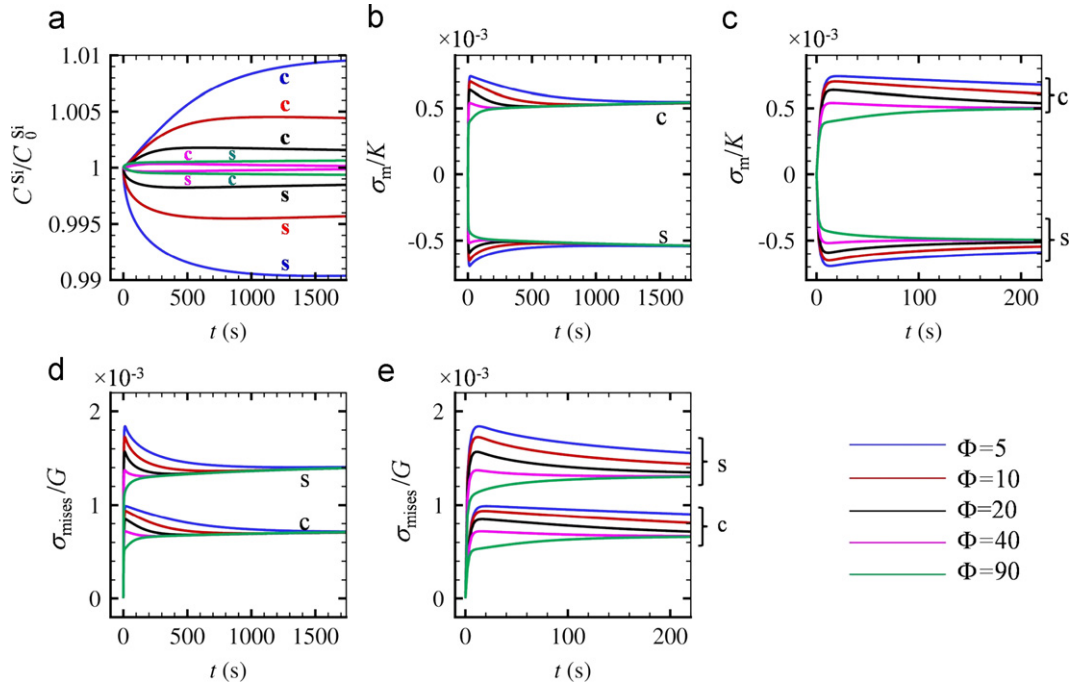 a
b
c
×10⁻³
×10⁻³
1.01
1.005
1
0.995
0.99
C^Si/C_0^Si
c
c
c
c
s
s
c
s
s
s
0
500
1000
1500
t (s)
0.5
0
-0.5
σ_m/K
c
s
0
500
1000
1500
t (s)
0.5
0
-0.5
σ_m/K
c
s
0
100
200
t (s)
d
e
×10⁻³
×10⁻³
2
1
0
σ_mises/G
s
c
0
500
1000
1500
t (s)
2
1
0
σ_mises/G
s
c
0
100
200
t (s)
Φ=5
Φ=10
Φ=20
Φ=40
Φ=90